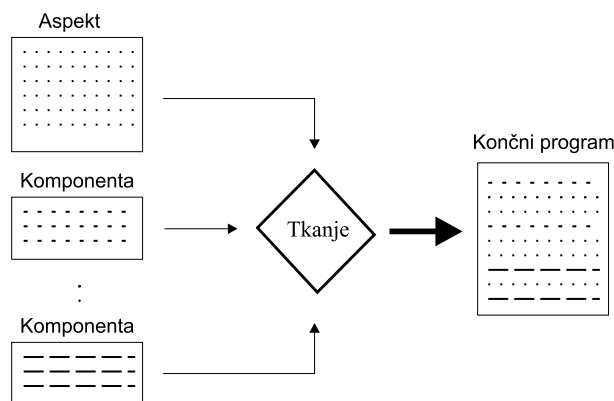 Aspekt
Komponenta
Komponenta
Tkanje
Končni program